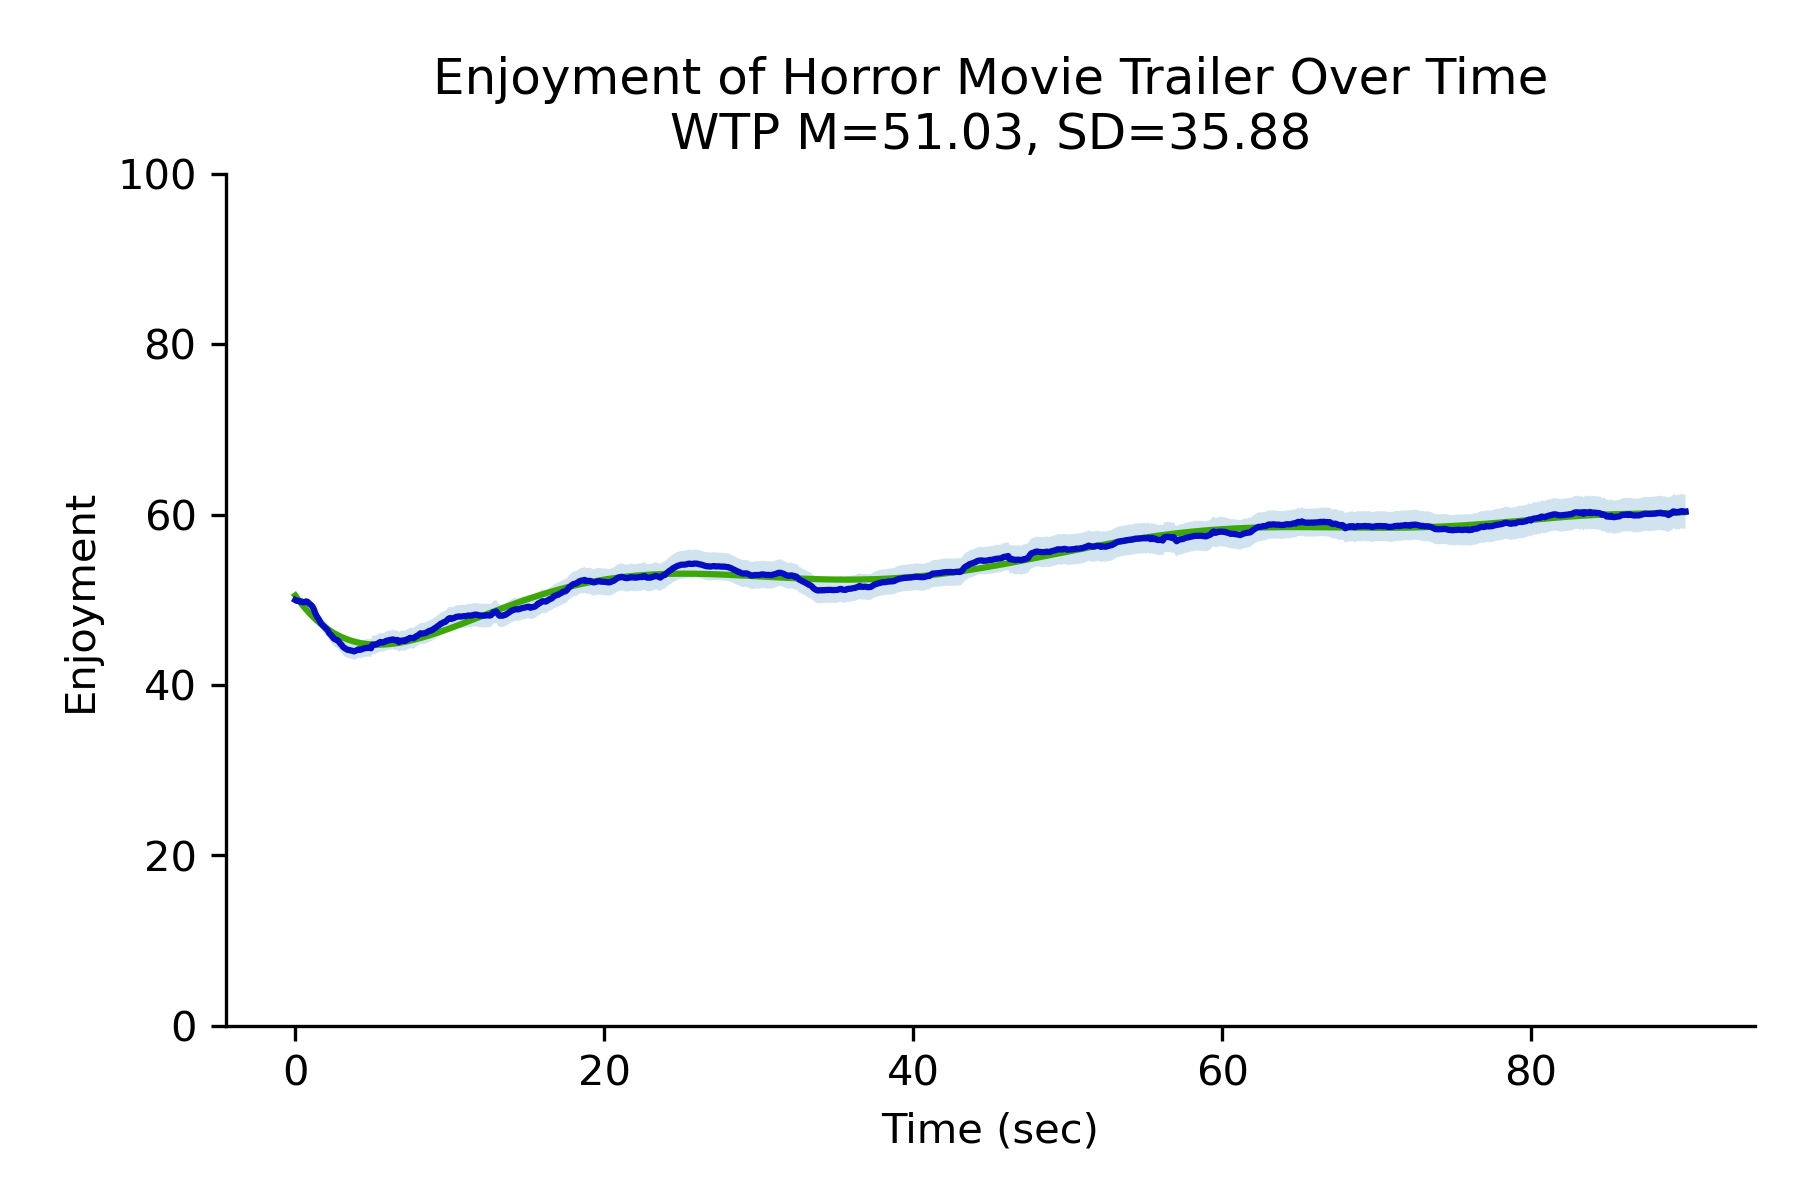 Enjoyment of Horror Movie Trailer Over Time
WTP M=51.03, SD=35.88
100
80
60
40
20
0
Enjoyment
0 20 40 60 80
Time (sec)